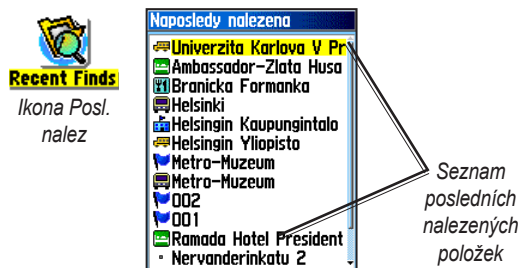 Recent Finds
Ikona Posl.
nalez
Naposledy nalezena
Univerzita Karlova V Pr
Ambassador-Zlata Husa
Branicka Formanka
Helsinki
Helsingin Kaupungintalo
Helsingin Yliopisto
Metro-Muzeum
Metro-Muzeum
002
001
Ramada Hotel President
Nervanderinkatu 2
Seznam
posledních
nalezených
položek